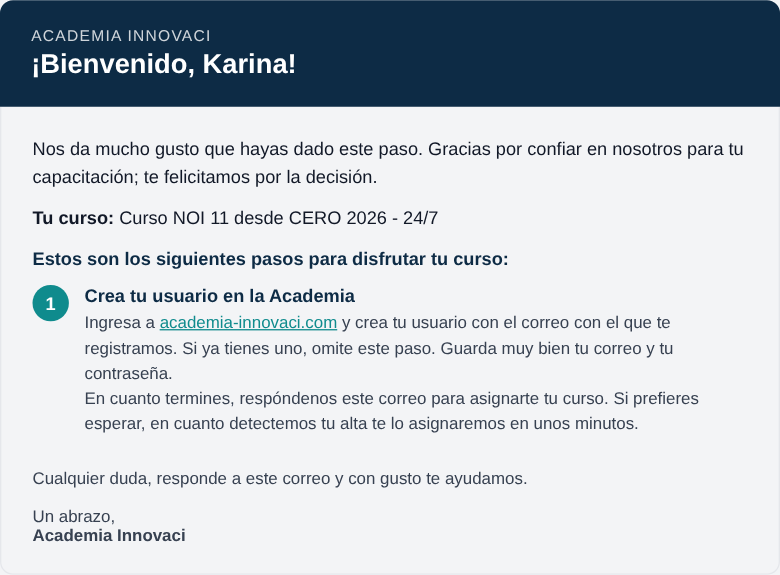 ACADEMIA INNOVACI
¡Bienvenido, Karina!
Nos da mucho gusto que hayas dado este paso. Gracias por confiar en nosotros para tu
capacitación; te felicitamos por la decisión.
Tu curso: Curso NOI 11 desde CERO 2026 - 24/7
Estos son los siguientes pasos para disfrutar tu curso:
1 Crea tu usuario en la Academia
Ingresa a academia-innovaci.com y crea tu usuario con el correo con el que te
registramos. Si ya tienes uno, omite este paso. Guarda muy bien tu correo y tu
contraseña.
En cuanto termines, respóndenos este correo para asignarte tu curso. Si prefieres
esperar, en cuanto detectemos tu alta te lo asignaremos en unos minutos.
Cualquier duda, responde a este correo y con gusto te ayudamos.
Un abrazo,
Academia Innovaci